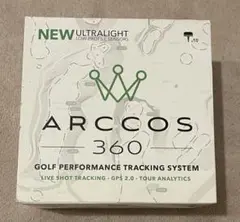 NEW ULTRALIGHT
LOW PROFILE SENSORS
ARCCOS
360
GOLF PERFORMANCE TRACKING SYSTEM
LIVE SHOT TRACKING • GPS 2.0 • TOUR ANALYTICS